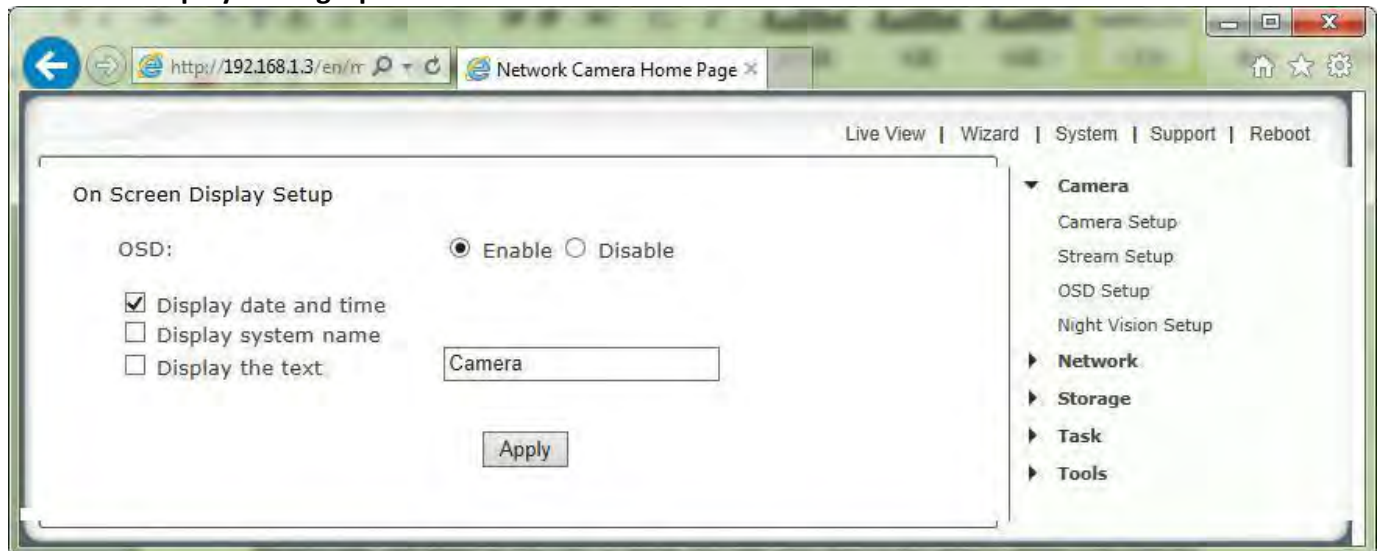 http://192.168.1.3/en/m
Network Camera Home Page
Live View | Wizard | System | Support | Reboot
On Screen Display Setup
OSD:
Enable
Disable
Display date and time
Display system name
Display the text
Camera
Apply
Camera
Camera Setup
Stream Setup
OSD Setup
Night Vision Setup
Network
Storage
Task
Tools